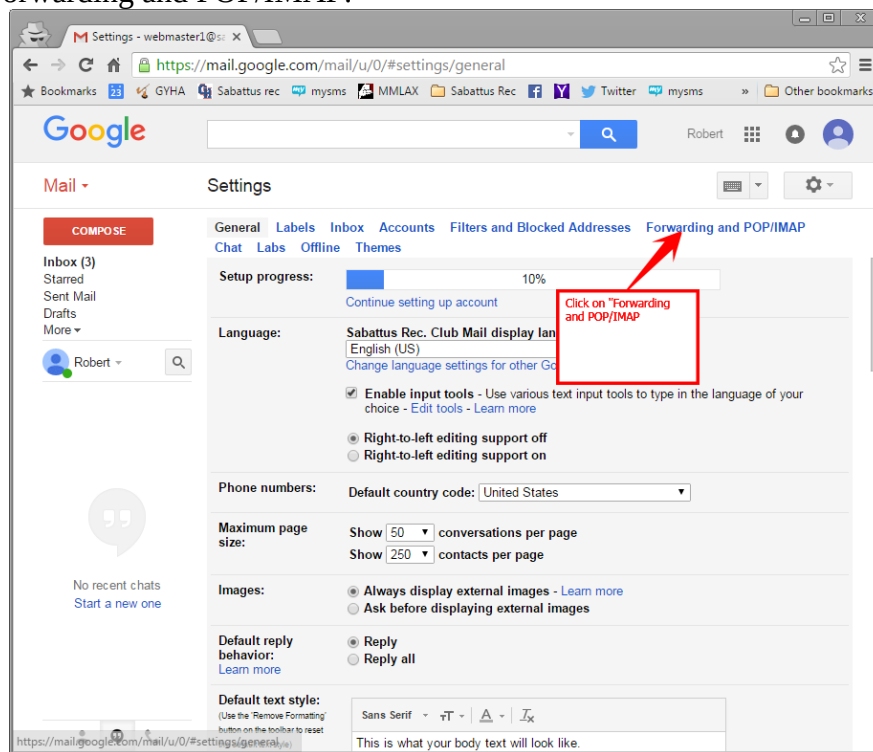 orwarding and POP/IMAP.
Settings - webmaster1@sa
https://mail.google.com/mail/u/0/#settings/general
Bookmarks 23 GYHA Sabattus rec mysms MMLAX Sabattus Rec Twitter mysms » Other bookmarks
Google
Robert
Mail
Settings
COMPOSE
General Labels Inbox Accounts Filters and Blocked Addresses Forwarding and POP/IMAP
Chat Labs Offline Themes
Inbox (3)
Starred
Sent Mail
Drafts
More
Robert
Setup progress: 10%
Continue setting up account
Click on "Forwarding
and POP/IMAP
Language: Sabattus Rec. Club Mail display lan
English (US)
Change language settings for other Go
Enable input tools - Use various text input tools to type in the language of your
choice - Edit tools - Learn more
Right-to-left editing support off
Right-to-left editing support on
Phone numbers: Default country code: United States
Maximum page
size:
Show 50 conversations per page
Show 250 contacts per page
No recent chats
Start a new one
Images: Always display external images - Learn more
Ask before displaying external images
Default reply
behavior:
Learn more
Reply
Reply all
Default text style:
(Use the 'Remove Formatting'
button on the toolbar to reset
Sans Serif
This is what your body text will look like.
https://mail.google.com/mail/u/0/#settings/general